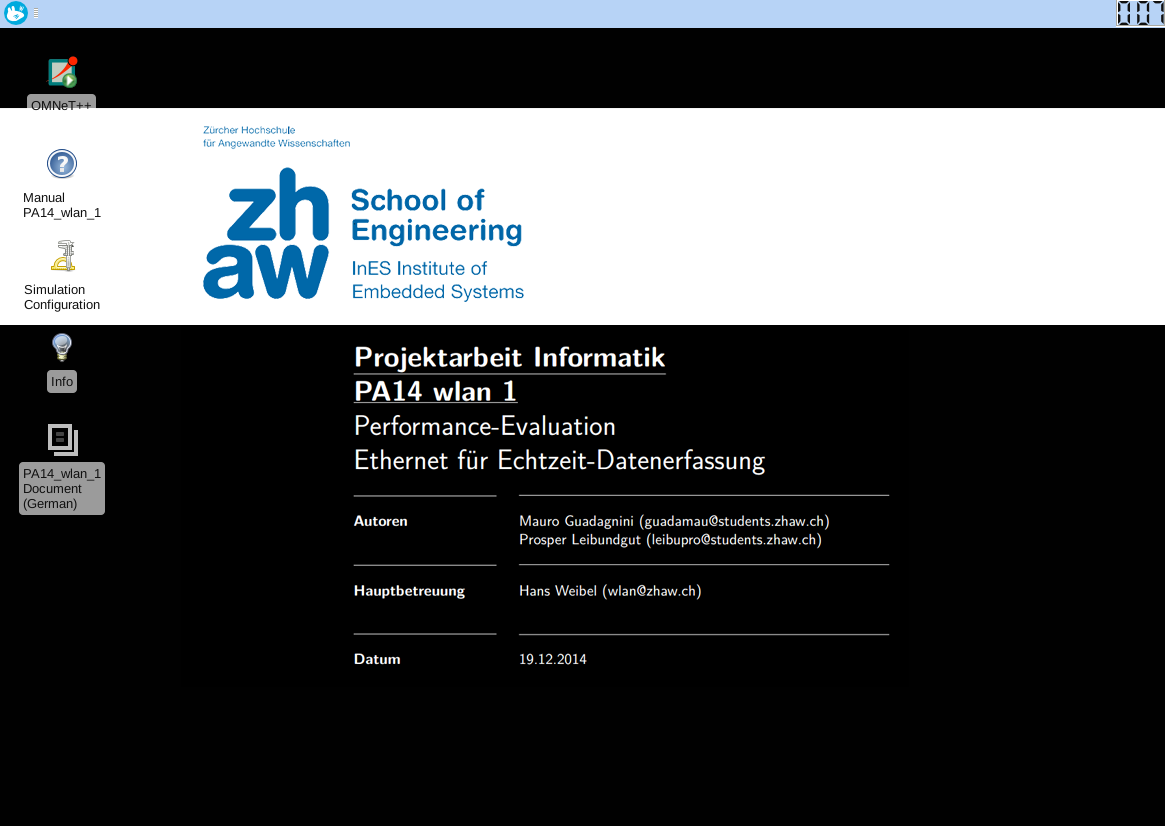 OMNeT++
Manual
PA14_wlan_1
Simulation
Configuration
Info
PA14_wlan_1
Document
(German)
Zürcher Hochschule
für Angewandte Wissenschaften
zh
aw
School of
Engineering
InES Institute of
Embedded Systems
Projektarbeit Informatik
PA14 wlan 1
Performance-Evaluation
Ethernet für Echtzeit-Datenerfassung
Autoren
Mauro Guadagnini (guadamau@students.zhaw.ch)
Prosper Leibundgut (leibupro@students.zhaw.ch)
Hauptbetreuung
Hans Weibel (wlan@zhaw.ch)
Datum
19.12.2014